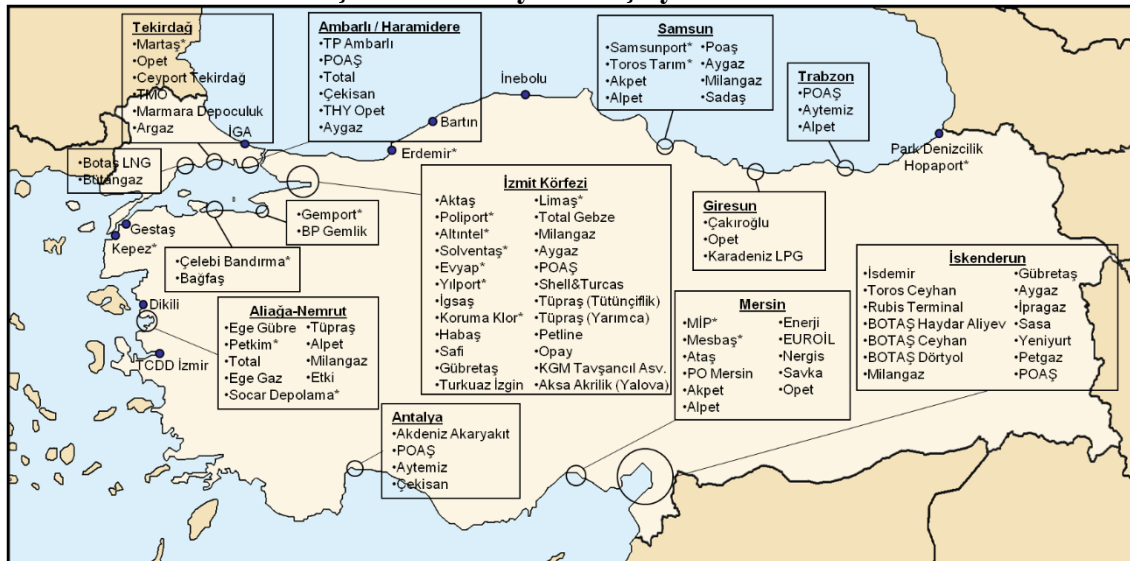 Tekirdağ
•Martaş*
•Opet
•Ceyport Tekirdağ
•TMO
•Marmara Depoculuk
•Argaz
Ambarlı / Haramidere
•TP Ambarlı
•POAŞ
•Total
•Çekisan
•THY Opet
•Aygaz
Samsun
•Samsunport*
•Toros Tarım*
•Akpet
•Alpet
•Poaş
•Aygaz
•Milangaz
•Sadaş
Trabzon
•POAŞ
•Aytemiz
•Alpet
İnebolu
Bartın
Erdemir*
İGA
Park Denizcilik
Hopaport*
•Botaş LNG
•Butangaz
•Gemport*
•BP Gemlik
Gestaş
Kepez*
•Çelebi Bandırma*
•Bağfaş
İzmit Körfezi
•Aktaş
•Poliport*
•Altıntel*
•Solventaş*
•Evyap*
•Yılport*
•İgsaş
•Koruma Klor*
•Habaş
•Safi
•Gübretaş
•Turkuaz İzgin
•Limaş*
•Total Gebze
•Milangaz
•Aygaz
•POAŞ
•Shell&Turcas
•Tüpraş (Tütünçiflik)
•Tüpraş (Yarımca)
•Petline
•Opay
•KGM Tavşancıl Asv.
•Aksa Akrilik (Yalova)
Giresun
•Çakıroğlu
•Opet
•Karadeniz LPG
İskenderun
•İsdemir
•Toros Ceyhan
•Rubis Terminal
•BOTAŞ Haydar Aliyev
•BOTAŞ Ceyhan
•BOTAŞ Dörtyol
•Milangaz
•Gübretaş
•Aygaz
•İpragaz
•Sasa
•Yeniyurt
•Petgaz
•POAŞ
Dikili
TCDD İzmir
Aliağa-Nemrut
•Ege Gübre
•Petkim*
•Total
•Ege Gaz
•Socar Depolama*
•Tüpraş
•Alpet
•Milangaz
•Etki
Mersin
•MİP*
•Mesbaş*
•Ataş
•PO Mersin
•Akpet
•Alpet
•Enerji
•EUROİL
•Nergis
•Savka
•Opet
Antalya
•Akdeniz Akaryakıt
•POAŞ
•Aytemiz
•Çekisan